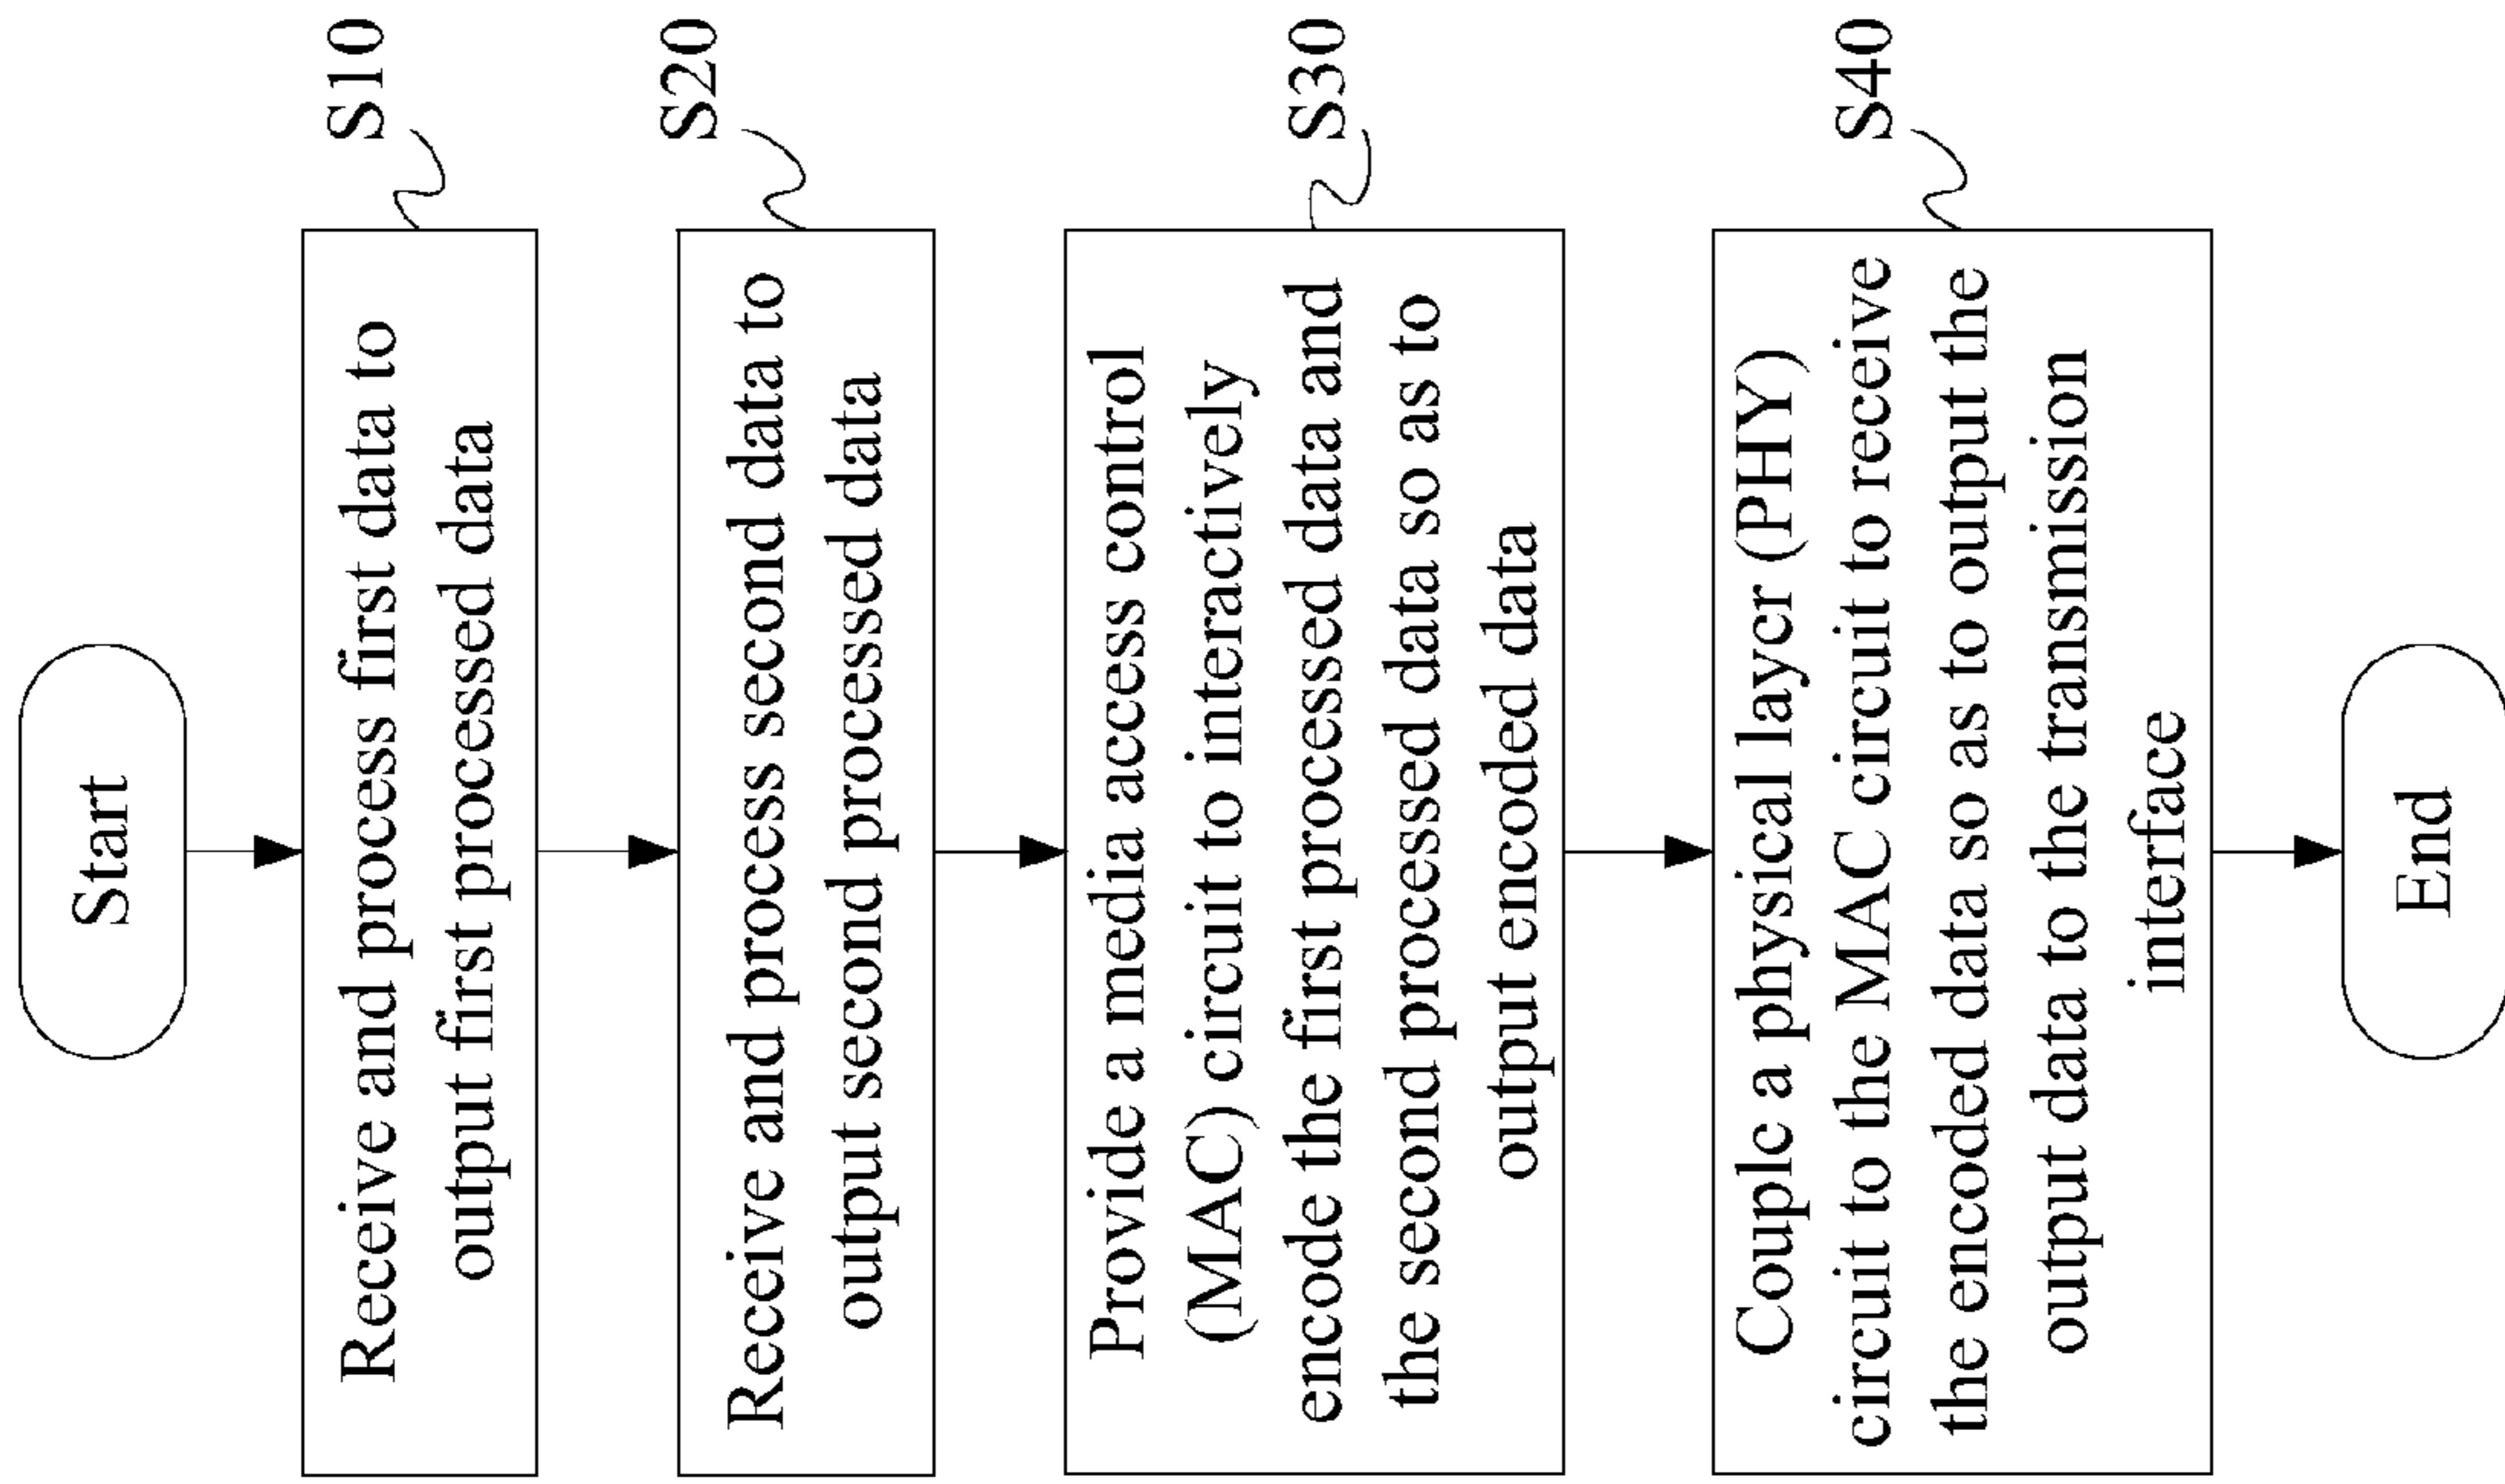 Start
Receive and process first data to
output first processed data
S10
Receive and process second data to
output second processed data
S20
Provide a media access control
(MAC) circuit to interactively
encode the first processed data and
the second processed data so as to
output encoded data
S30
Couple a physical layer (PHY)
circuit to the MAC circuit to receive
the encoded data so as to output the
output data to the transmission
interface
S40
End